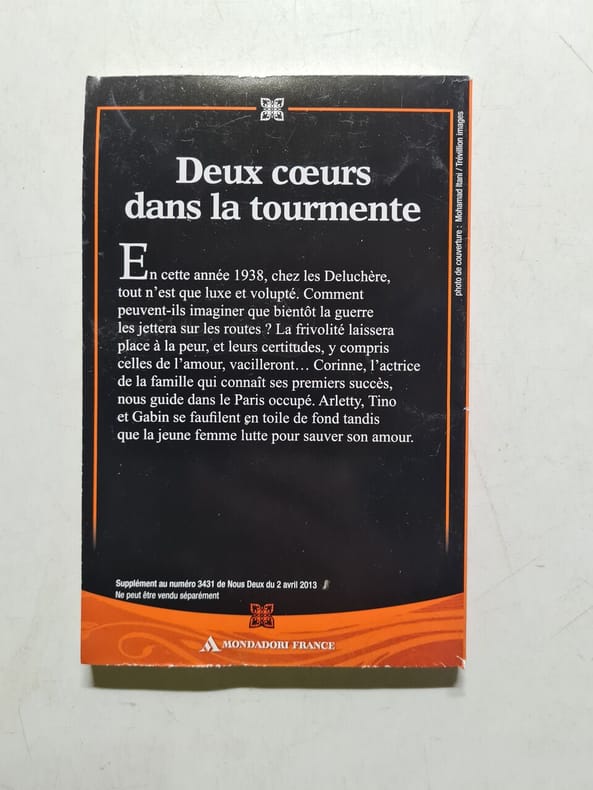 Deux cœurs
dans la tourmente
En cette année 1938, chez les Deluchère,
tout n'est que luxe et volupté. Comment
peuvent-ils imaginer que bientôt la guerre
les jettera sur les routes ? La frivolité laissera
place à la peur, et leurs certitudes, y compris
celles de l'amour, vacilleront… Corinne, l'actrice
de la famille qui connaît ses premiers succès,
nous guide dans le Paris occupé. Arletty, Tino
et Gabin se faufilent en toile de fond tandis
que la jeune femme lutte pour sauver son amour.
photo de couverture : Mohamad Itani / Trévillion images
Supplément au numéro 3431 de Nous Deux du 2 avril 2013
Ne peut être vendu séparément
MONDADORI FRANCE